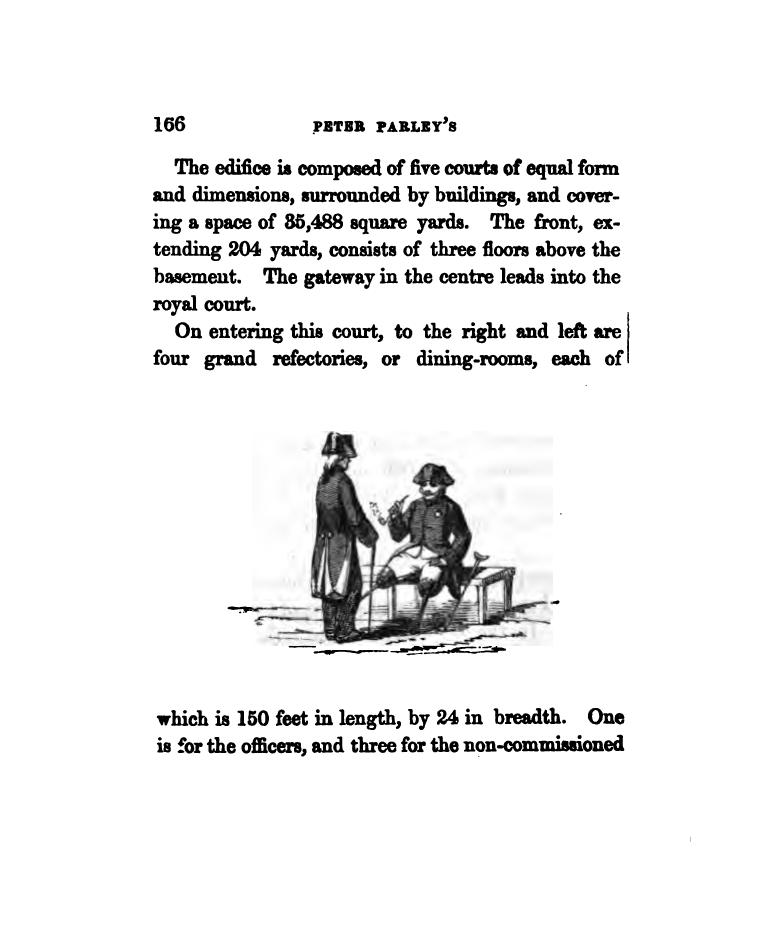 166 PETER PARLEY'S
The edifice is composed of five courts of equal form
and dimensions, surrounded by buildings, and cover-
ing a space of 35,488 square yards. The front, ex-
tending 204 yards, consists of three floors above the
basement. The gateway in the centre leads into the
royal court.
On entering this court, to the right and left are
four grand refectories, or dining-rooms, each of
which is 150 feet in length, by 24 in breadth. One
is for the officers, and three for the non-commissioned